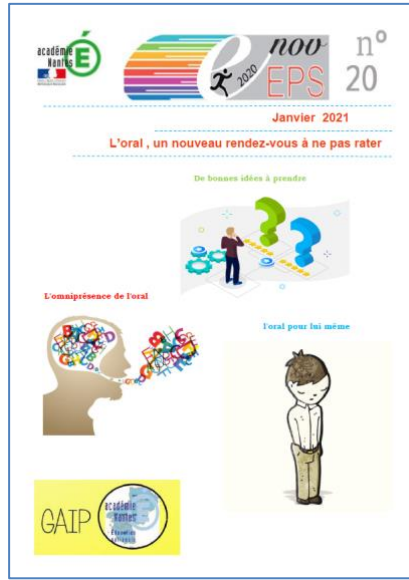 académie
Nantes
e nov
EPS
2020
n°
20
Janvier 2021
L'oral , un nouveau rendez-vous à ne pas rater
De bonnes idées à prendre
L'omniprésence de l'oral
l'oral pour lui même
GAIP
académie
Nantes